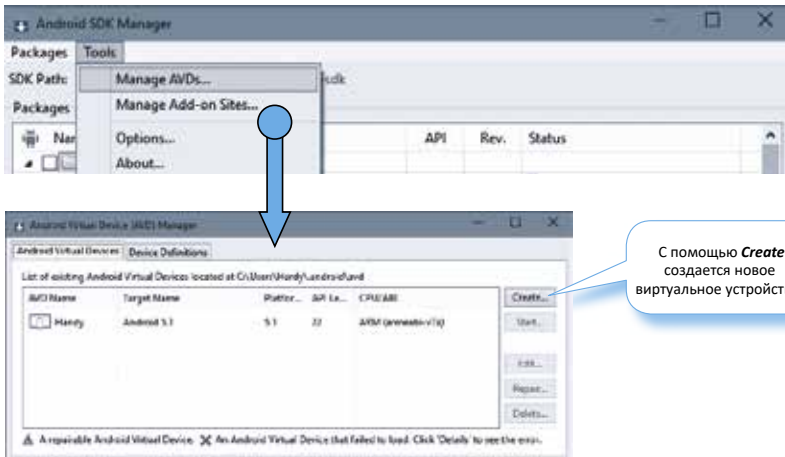 Android SDK Manager
Packages Tools
SDK Path: sdk
Manage AVDs...
Packages
Manage Add-on Sites...
Nar API Rev. Status
Options...
About...
Android Virtual Device (AVD) Manager
Android Virtual Devices Device Definitions
List of existing Android Virtual Devices located at C:\Users\Hardy\.android\avd
AVD Name Target Name Platfor... API Le... CPU/ABI
Create...
Android 5.1 5.1 22 ARM (armeabi-v7a)
Start...
Edit...
Repair...
Delete...
A repairable Android Virtual Device. An Android Virtual Device that failed to load. Click 'Details' to see the error.
С помощью Create
создается новое
виртуальное устройст